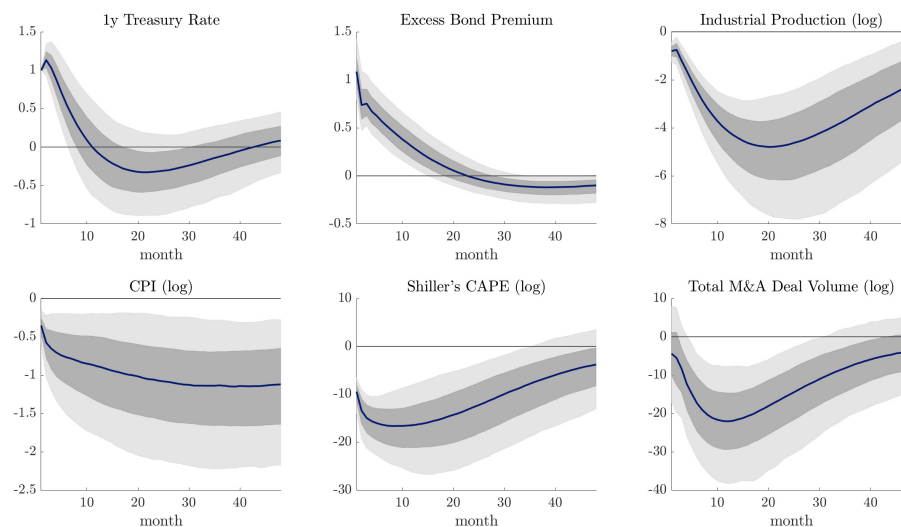 1y Treasury Rate
1.5
1
0.5
0
-0.5
-1
10 20 30 40
month
Excess Bond Premium
1.5
1
0.5
0
-0.5
10 20 30 40
month
Industrial Production (log)
0
-2
-4
-6
-8
10 20 30 40
month
CPI (log)
0
-0.5
-1
-1.5
-2
-2.5
10 20 30 40
month
Shiller's CAPE (log)
10
0
-10
-20
-30
10 20 30 40
month
Total M&A Deal Volume (log)
10
0
-10
-20
-30
-40
10 20 30 40
month